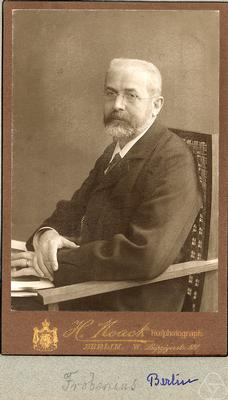 H. Noack Hofphotograph
BERLIN. W.
Frobenius Berlin